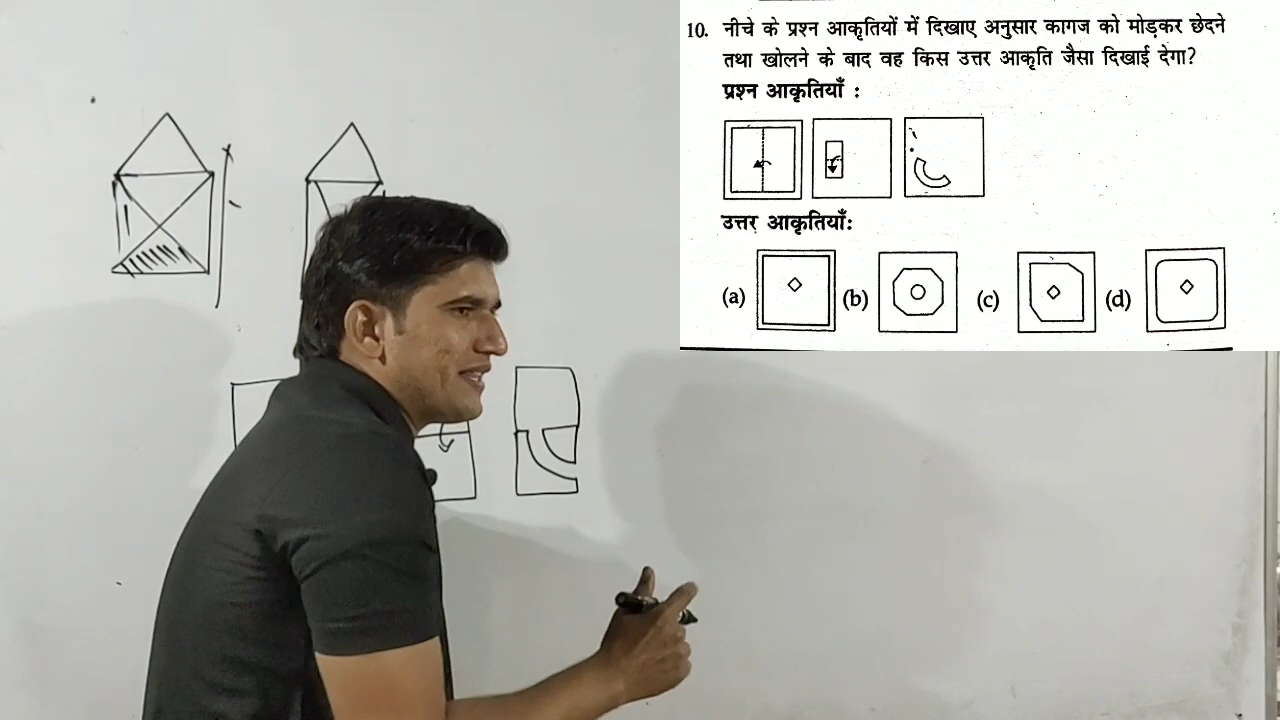 10. नीचे के प्रश्न आकृतियों में दिखाए अनुसार कागज को मोड़कर छेदने
तथा खोलने के बाद वह किस उत्तर आकृति जैसा दिखाई देगा?
प्रश्न आकृतियाँ :
उत्तर आकृतियाँ:
(a) (b) (c) (d)